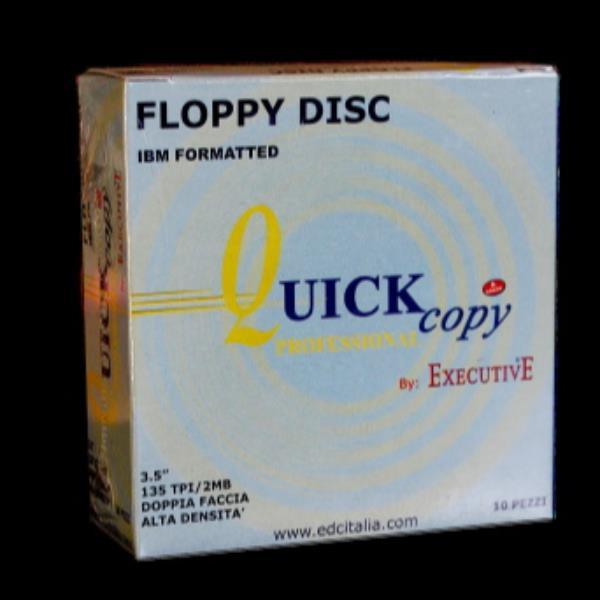 FLOPPY DISC
IBM FORMATTED
QUICK copy
PROFESSIONAL
By: EXECUTIVE
3.5"
135 TPI/2MB
DOPPIA FACCIA
ALTA DENSITA'
10 PEZZI
www.edcitalia.com